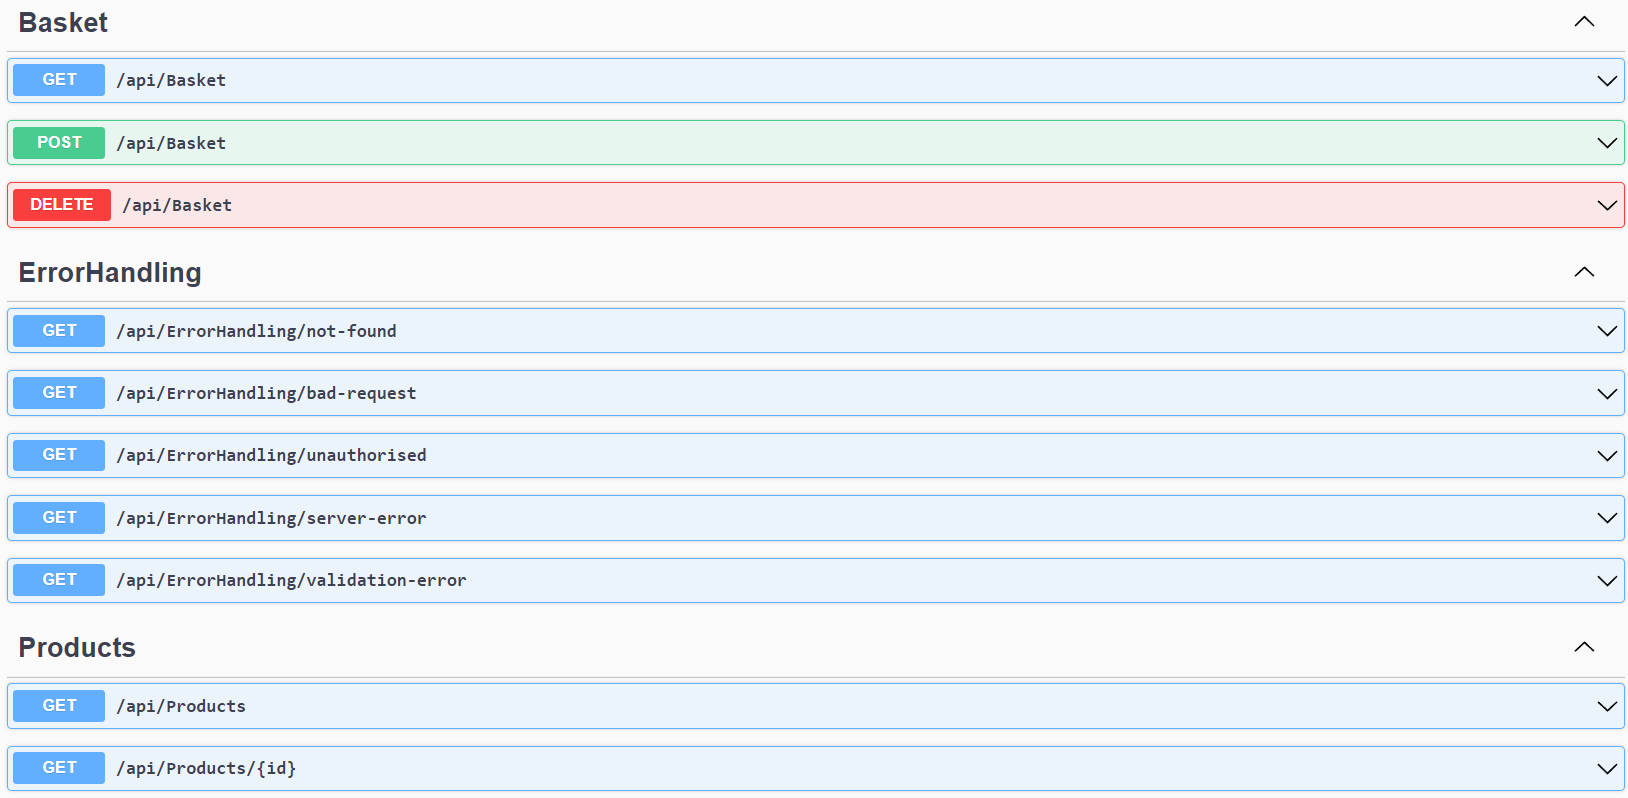 Basket
GET /api/Basket
POST /api/Basket
DELETE /api/Basket
ErrorHandling
GET /api/ErrorHandling/not-found
GET /api/ErrorHandling/bad-request
GET /api/ErrorHandling/unauthorised
GET /api/ErrorHandling/server-error
GET /api/ErrorHandling/validation-error
Products
GET /api/Products
GET /api/Products/{id}